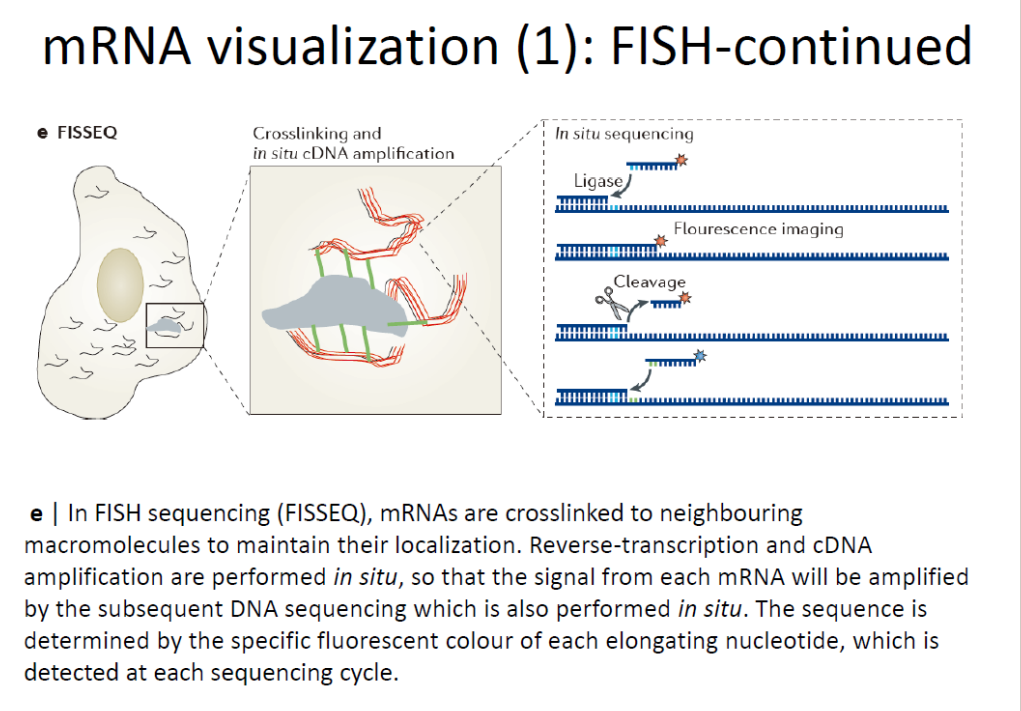 mRNA visualization (1): FISH-continued
e FISSEQ
Crosslinking and
in situ cDNA amplification
In situ sequencing
Ligase
Flourescence imaging
Cleavage
e | In FISH sequencing (FISSEQ), mRNAs are crosslinked to neighbouring
macromolecules to maintain their localization. Reverse-transcription and cDNA
amplification are performed in situ, so that the signal from each mRNA will be amplified
by the subsequent DNA sequencing which is also performed in situ. The sequence is
determined by the specific fluorescent colour of each elongating nucleotide, which is
detected at each sequencing cycle.